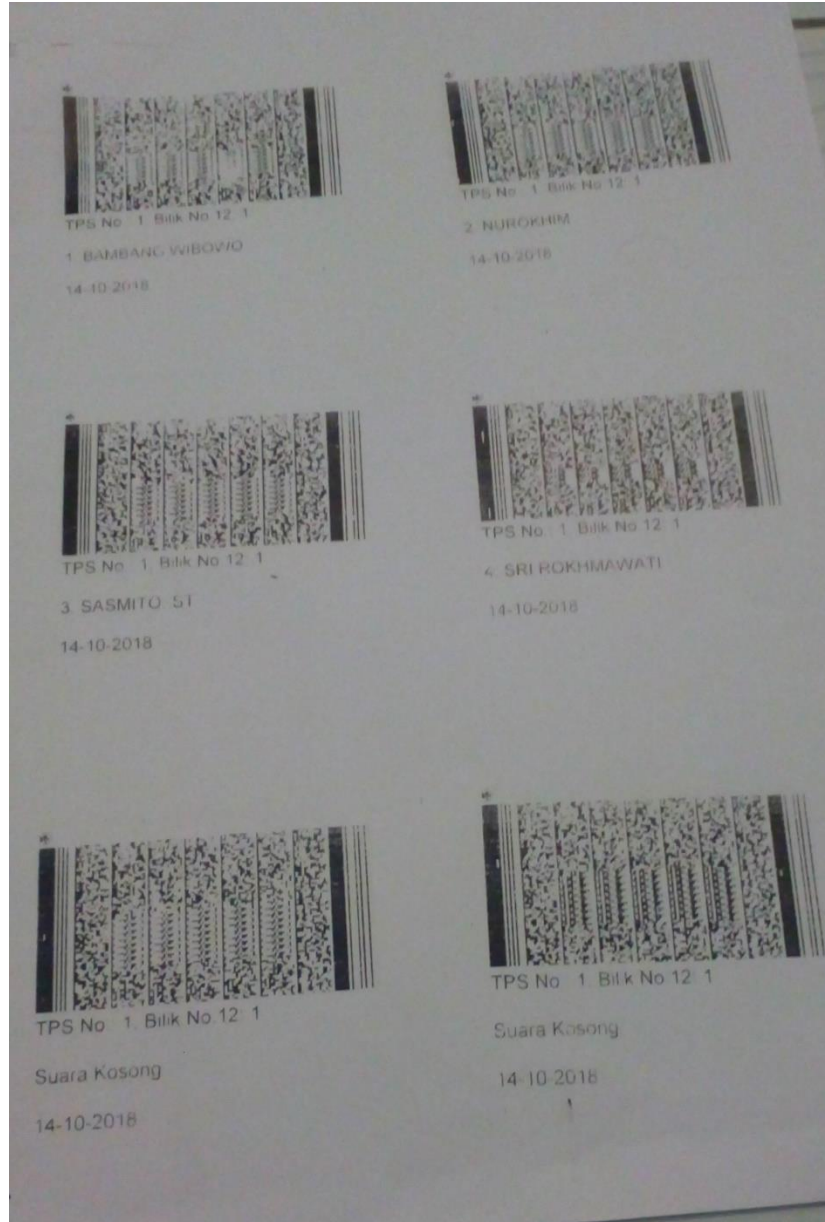 TPS No : 1, Bilik No.12: 1
1. BAMBANG WIBOWO
14-10-2018
TPS No : 1, Bilik No.12: 1
2. NUROKHIM
14-10-2018
TPS No : 1, Bilik No.12: 1
3. SASMITO. ST
14-10-2018
TPS No : 1, Bilik No.12: 1
4. SRI ROKHMAWATI
14-10-2018
TPS No : 1, Bilik No.12: 1
Suara Kosong
14-10-2018
TPS No : 1, Bilik No.12: 1
Suara Kosong
14-10-2018